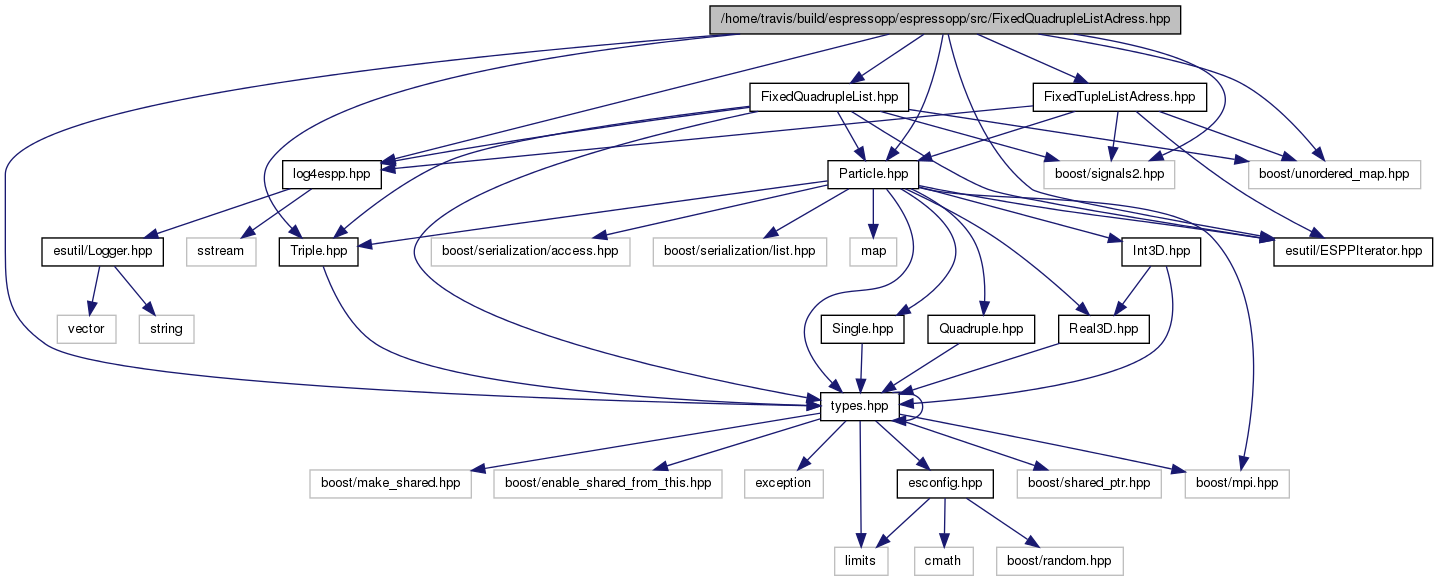 /home/travis/build/espressopp/espressopp/src/FixedQuadrupleListAdress.hpp
FixedQuadrupleList.hpp
FixedTupleListAdress.hpp
log4espp.hpp
Particle.hpp
boost/signals2.hpp
boost/unordered_map.hpp
esutil/Logger.hpp
sstream
Triple.hpp
boost/serialization/access.hpp
boost/serialization/list.hpp
map
Int3D.hpp
esutil/ESPPIterator.hpp
vector
string
Single.hpp
Quadruple.hpp
Real3D.hpp
types.hpp
boost/make_shared.hpp
boost/enable_shared_from_this.hpp
exception
esconfig.hpp
boost/shared_ptr.hpp
boost/mpi.hpp
limits
cmath
boost/random.hpp